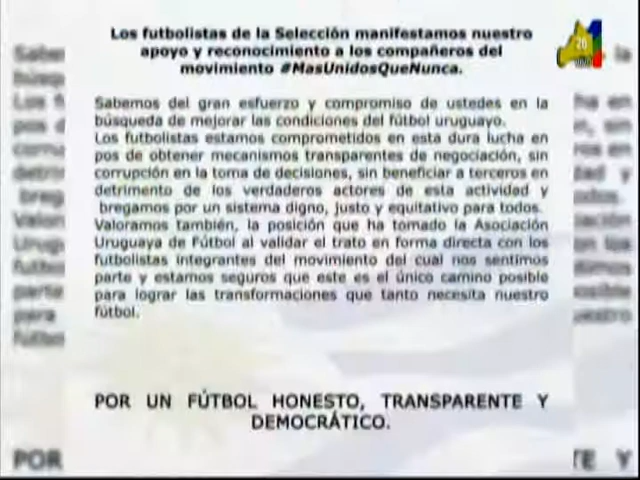 Los futbolistas de la Selección manifestamos nuestro
apoyo y reconocimiento a los compañeros del
movimiento #MasUnidosQueNunca.
Sabemos del gran esfuerzo y compromiso de ustedes en la
búsqueda de mejorar las condiciones del fútbol uruguayo.
Los futbolistas estamos comprometidos en esta dura lucha en
pos de obtener mecanismos transparentes de negociación, sin
corrupción en la toma de decisiones, sin beneficiar a terceros en
detrimento de los verdaderos actores de esta actividad y
bregamos por un sistema digno, justo y equitativo para todos.
Valoramos también, la posición que ha tomado la Asociación
Uruguaya de Fútbol al validar el trato en forma directa con los
futbolistas integrantes del movimiento del cual nos sentimos
parte y estamos seguros que este es el único camino posible
para lograr las transformaciones que tanto necesita nuestro
fútbol.
POR UN FÚTBOL HONESTO, TRANSPARENTE Y
DEMOCRÁTICO.